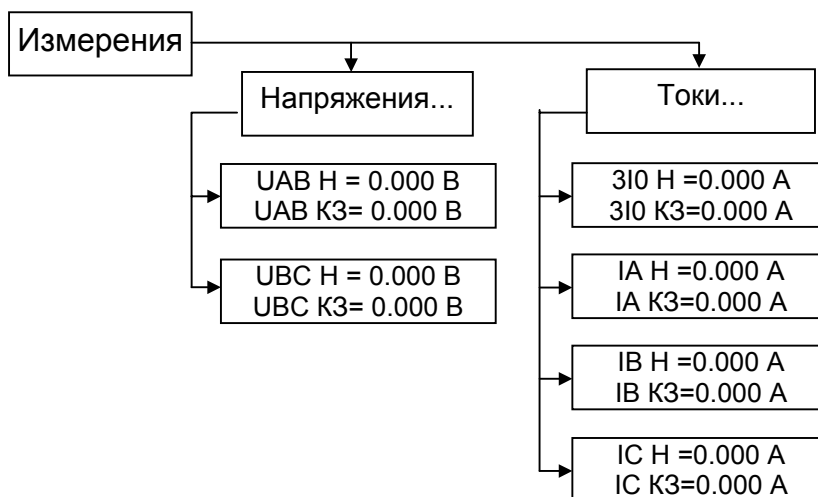 Измерения
Напряжения...
Токи...
UAB Н = 0.000 В
UAB КЗ= 0.000 В
UBC Н = 0.000 В
UBC КЗ= 0.000 В
3I0 Н =0.000 А
3I0 КЗ=0.000 А
IA Н =0.000 А
IA КЗ=0.000 А
IB Н =0.000 А
IB КЗ=0.000 А
IC Н =0.000 А
IC КЗ=0.000 А